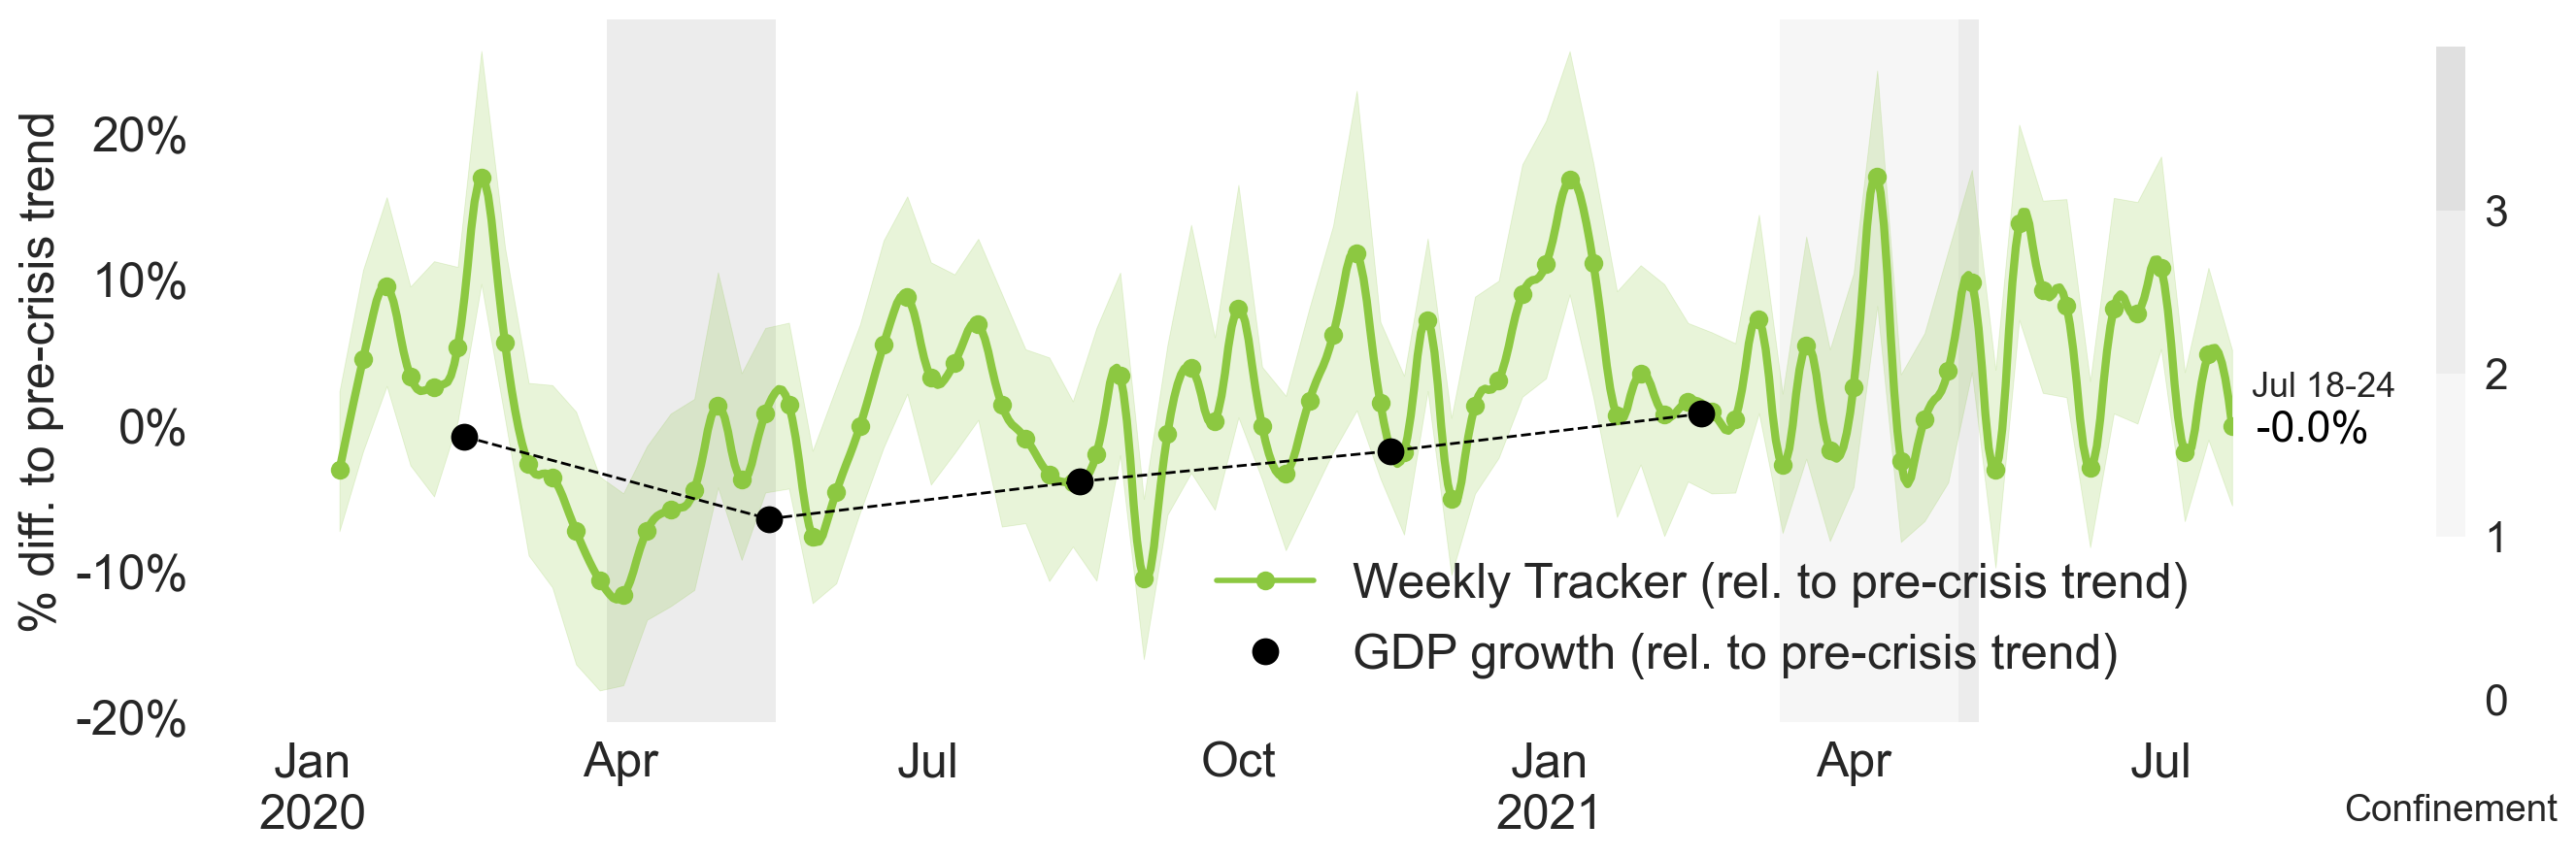 % diff. to pre-crisis trend
20%
10%
0%
-10%
-20%
Jan
2020
Apr
Jul
Oct
Jan
2021
Apr
Jul
Weekly Tracker (rel. to pre-crisis trend)
GDP growth (rel. to pre-crisis trend)
Jul 18-24
-0.0%
3
2
1
0
Confinement